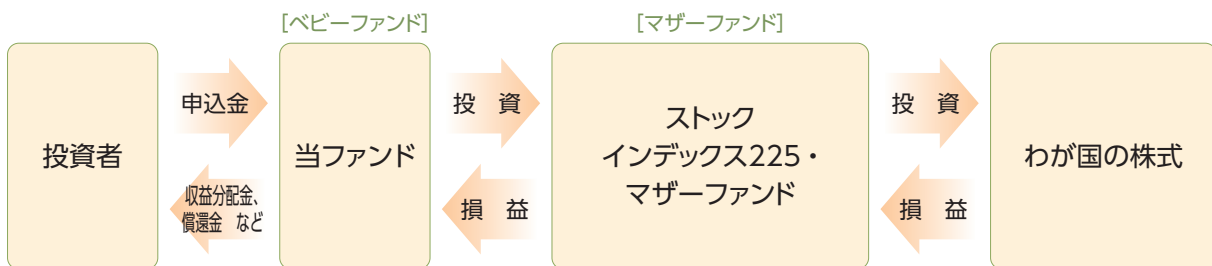 [ベビーファンド]
[マザーファンド]
投資者
申込金
収益分配金、
償還金 など
当ファンド
投 資
損 益
ストック
インデックス225・
マザーファンド
投 資
損 益
わが国の株式